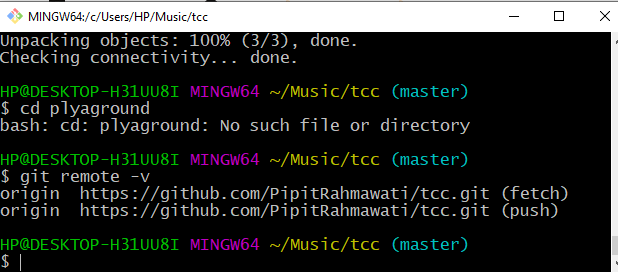 MINGW64:/c/Users/HP/Music/tcc
Unpacking objects: 100% (3/3), done.
Checking connectivity... done.
HP@DESKTOP-H31UU8I MINGW64 ~/Music/tcc (master)
$ cd plyaground
bash: cd: plyaground: No such file or directory
HP@DESKTOP-H31UU8I MINGW64 ~/Music/tcc (master)
$ git remote -v
origin  https://github.com/PipitRahmawati/tcc.git (fetch)
origin  https://github.com/PipitRahmawati/tcc.git (push)
HP@DESKTOP-H31UU8I MINGW64 ~/Music/tcc (master)
$